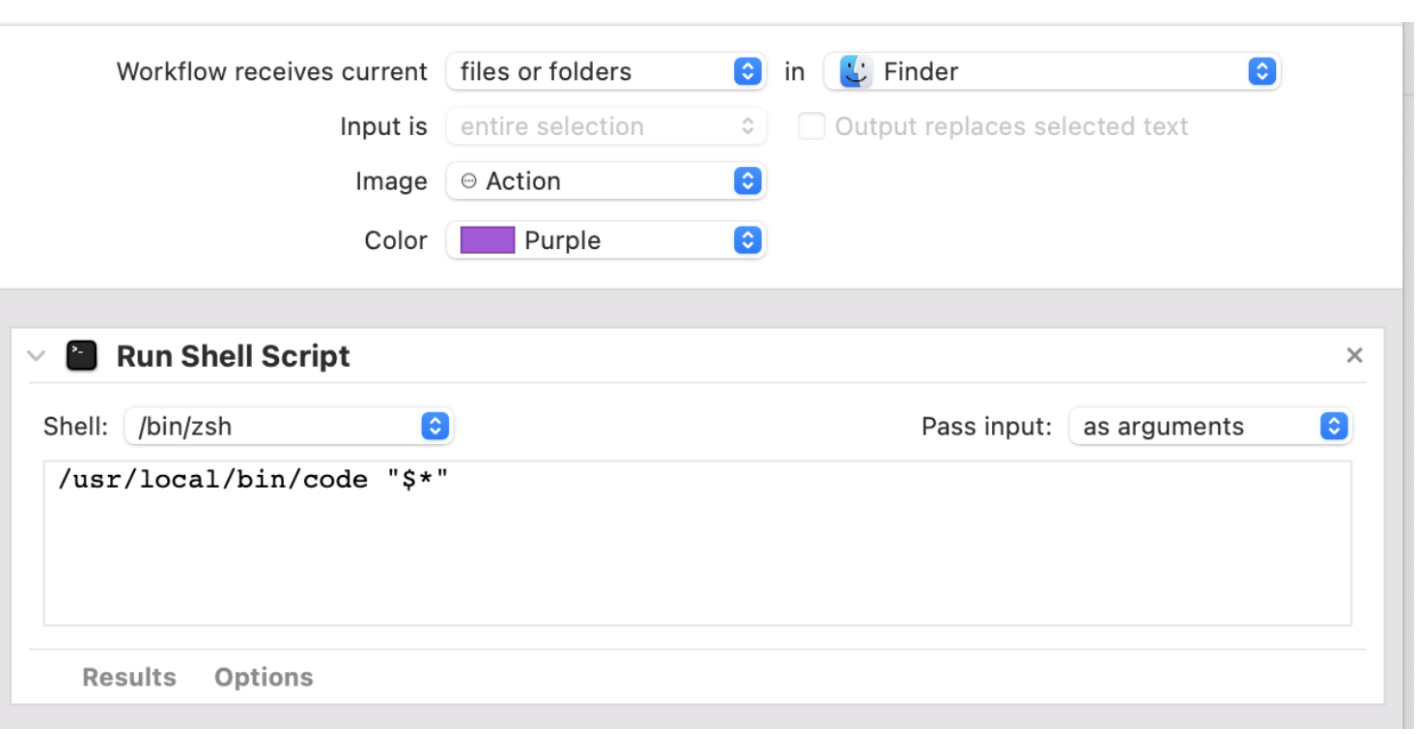 Workflow receives current files or folders in Finder
Input is entire selection Output replaces selected text
Image Action
Color Purple
Run Shell Script
Shell: /bin/zsh Pass input: as arguments
/usr/local/bin/code "$*"
Results Options